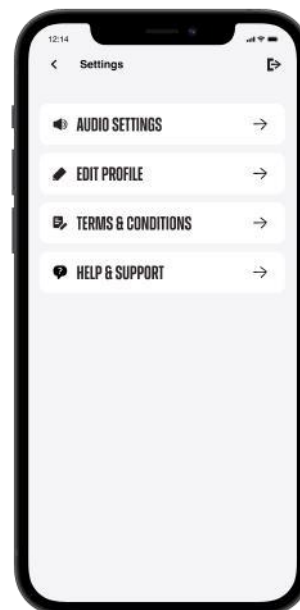 12:14
Settings
AUDIO SETTINGS
EDIT PROFILE
TERMS & CONDITIONS
HELP & SUPPORT